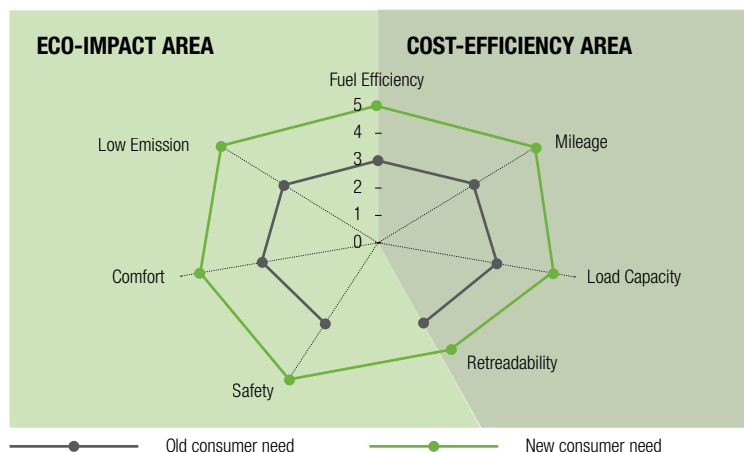 ECO-IMPACT AREA
COST-EFFICIENCY AREA
Fuel Efficiency
5
4
3
2
1
0
Low Emission
Mileage
Comfort
Load Capacity
Safety
Retreadability
Old consumer need
New consumer need